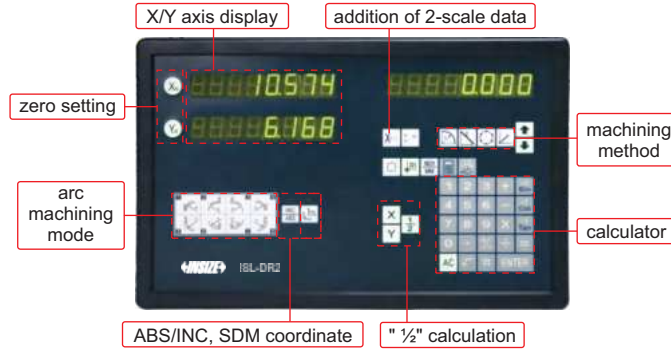 X/Y axis display
addition of 2-scale data
10.574
0.000
zero setting
6.168
machining
method
arc
machining
mode
X
Y
calculator
AC
ENTER
INSIZE
ISL-DR2
ABS/INC, SDM coordinate
" ½" calculation